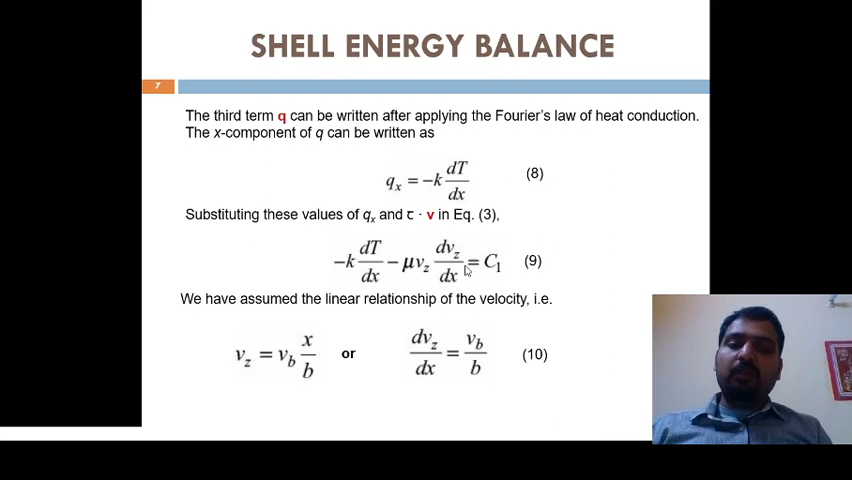 SHELL ENERGY BALANCE
7
The third term q can be written after applying the Fourier's law of heat conduction.
The x-component of q can be written as
qₓ = −k dT/dx (8)
Substituting these values of qₓ and τ · v in Eq. (3),
−k dT/dx − μv_z dv_z/dx = C₁ (9)
We have assumed the linear relationship of the velocity, i.e.
v_z = v_b x/b or dv_z/dx = v_b/b (10)